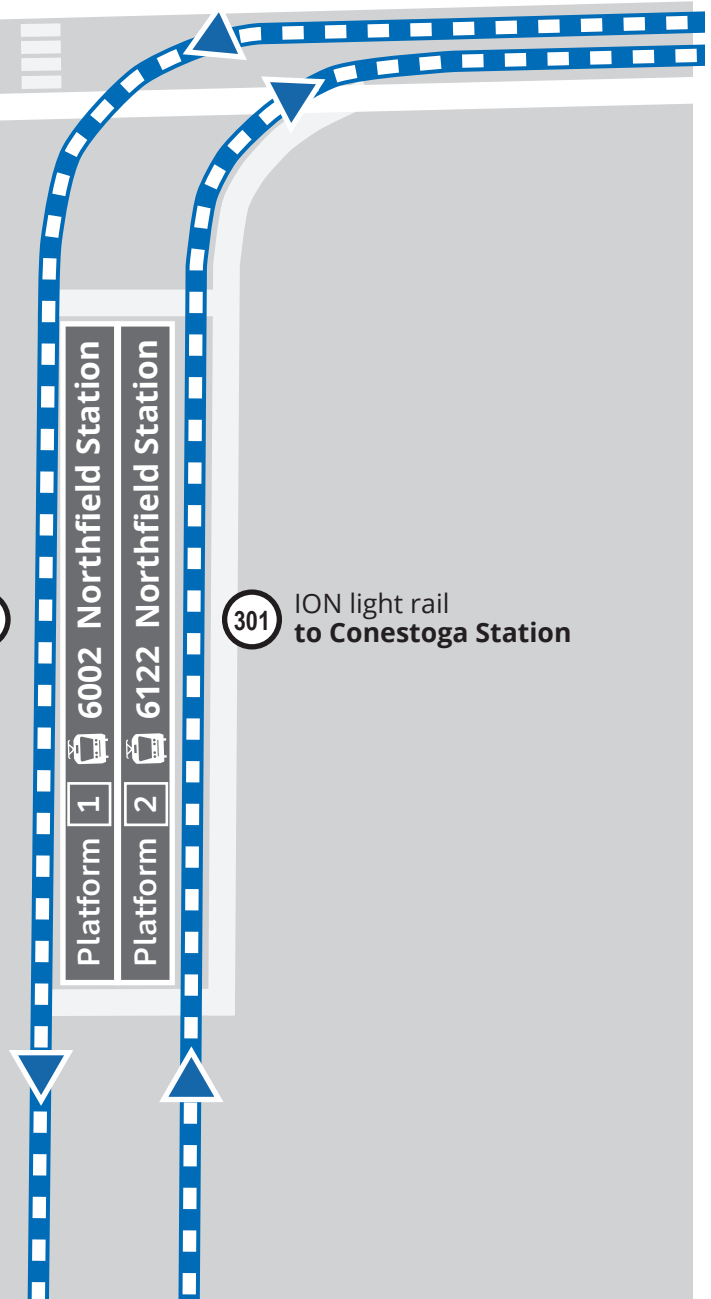 Platform 1 6002 Northfield Station
Platform 2 6122 Northfield Station
301
ION light rail
to Conestoga Station